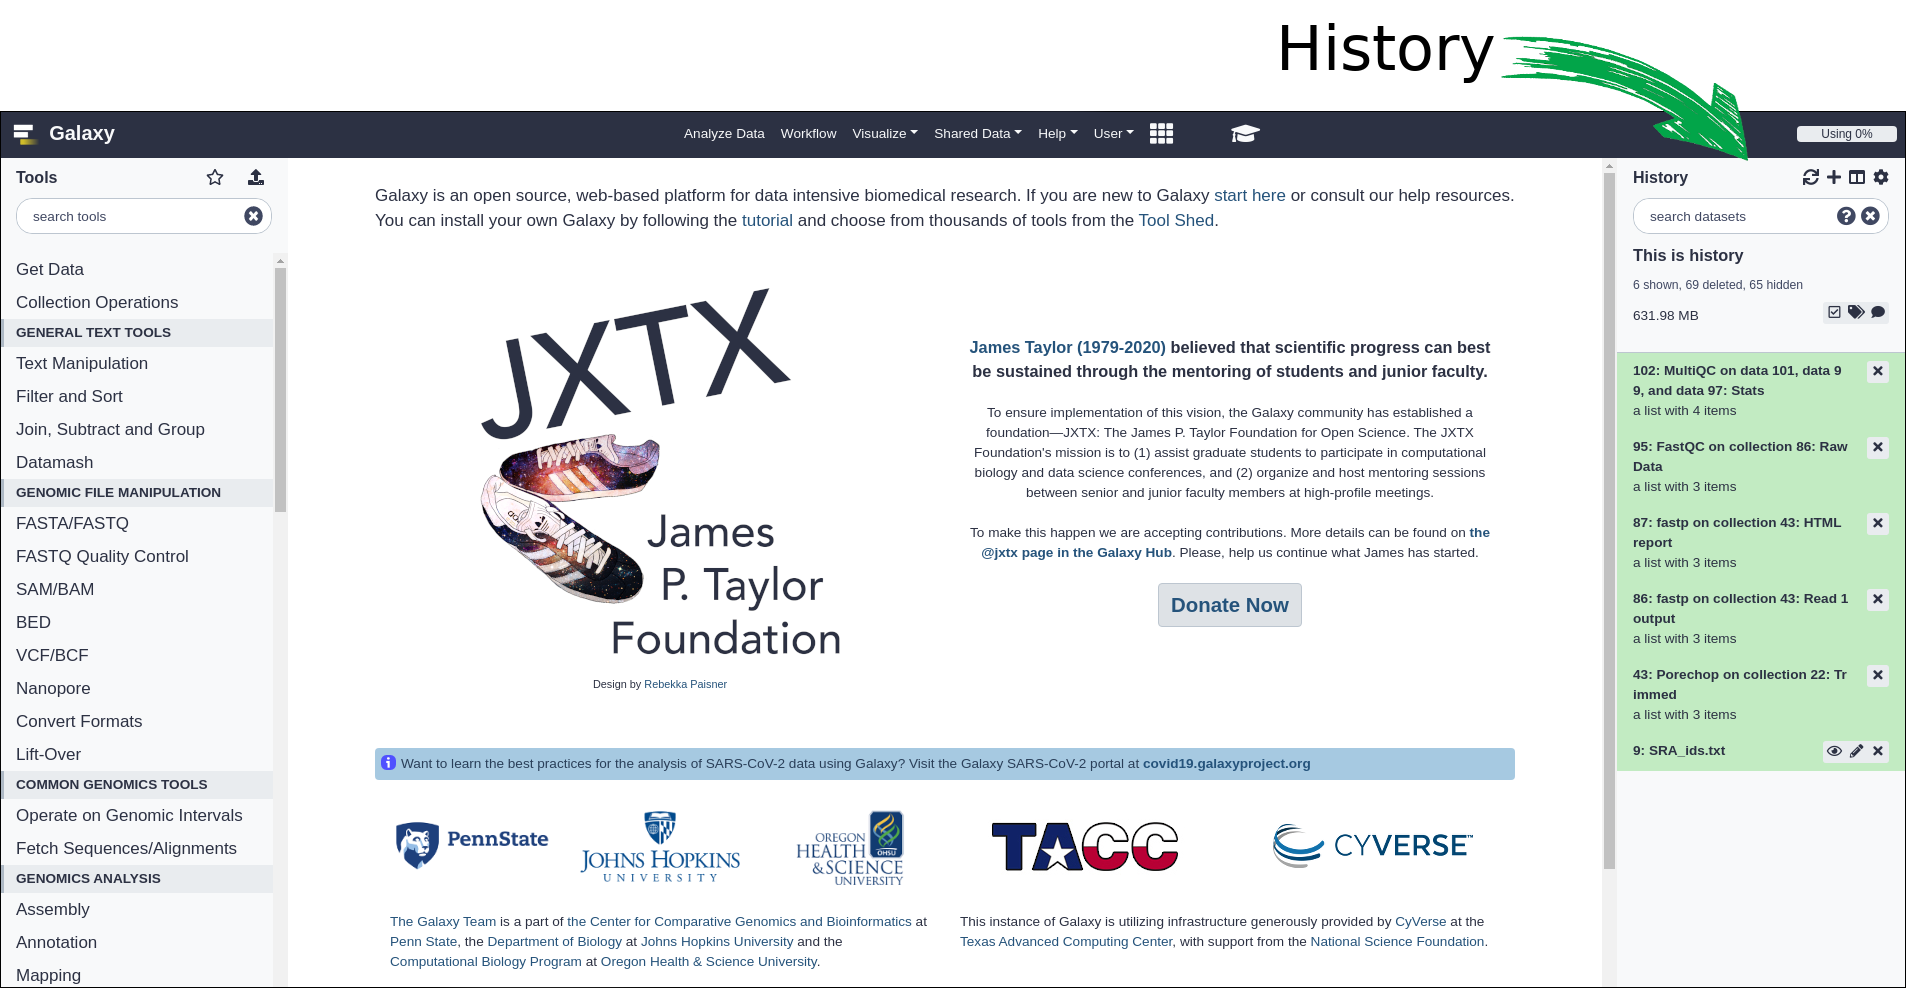 History
Galaxy
Analyze Data
Workflow
Visualize
Shared Data
Help
User
Using 0%
Tools
search tools
Get Data
Collection Operations
GENERAL TEXT TOOLS
Text Manipulation
Filter and Sort
Join, Subtract and Group
Datamash
GENOMIC FILE MANIPULATION
FASTA/FASTQ
FASTQ Quality Control
SAM/BAM
BED
VCF/BCF
Nanopore
Convert Formats
Lift-Over
COMMON GENOMICS TOOLS
Operate on Genomic Intervals
Fetch Sequences/Alignments
GENOMICS ANALYSIS
Assembly
Annotation
Mapping
Galaxy is an open source, web-based platform for data intensive biomedical research. If you are new to Galaxy start here or consult our help resources.
You can install your own Galaxy by following the tutorial and choose from thousands of tools from the Tool Shed.
JXTX
James
P. Taylor
Foundation
Design by Rebekka Paisner
James Taylor (1979-2020) believed that scientific progress can best
be sustained through the mentoring of students and junior faculty.
To ensure implementation of this vision, the Galaxy community has established a
foundation—JXTX: The James P. Taylor Foundation for Open Science. The JXTX
Foundation's mission is to (1) assist graduate students to participate in computational
biology and data science conferences, and (2) organize and host mentoring sessions
between senior and junior faculty members at high-profile meetings.
To make this happen we are accepting contributions. More details can be found on the
@jxtx page in the Galaxy Hub. Please, help us continue what James has started.
Donate Now
Want to learn the best practices for the analysis of SARS-CoV-2 data using Galaxy? Visit the Galaxy SARS-CoV-2 portal at covid19.galaxyproject.org
PennState
JOHNS HOPKINS
UNIVERSITY
OREGON
HEALTH
& SCIENCE
UNIVERSITY
OHSU
TACC
CYVERSE™
The Galaxy Team is a part of the Center for Comparative Genomics and Bioinformatics at
Penn State, the Department of Biology at Johns Hopkins University and the
Computational Biology Program at Oregon Health & Science University.
This instance of Galaxy is utilizing infrastructure generously provided by CyVerse at the
Texas Advanced Computing Center, with support from the National Science Foundation.
History
search datasets
This is history
6 shown, 69 deleted, 65 hidden
631.98 MB
102: MultiQC on data 101, data 9
9, and data 97: Stats
a list with 4 items
95: FastQC on collection 86: Raw
Data
a list with 3 items
87: fastp on collection 43: HTML
report
a list with 3 items
86: fastp on collection 43: Read 1
output
a list with 3 items
43: Porechop on collection 22: Tr
immed
a list with 3 items
9: SRA_ids.txt